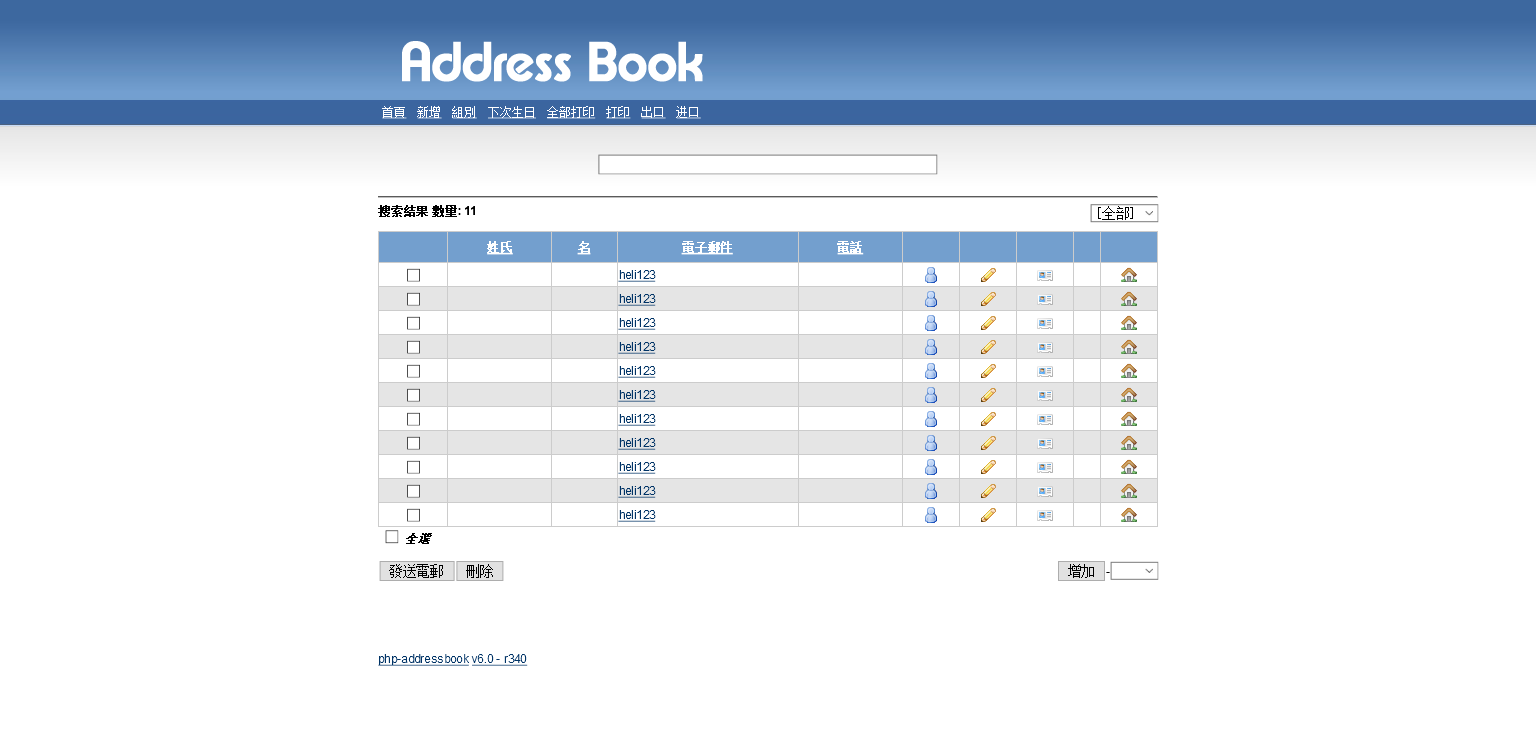 Address Book
首頁 新增 組別 下次生日 全部打印 打印 出口 进口
搜索结果 數量: 11
[全部]
姓氏 名 電子郵件 電話
heli123
heli123
heli123
heli123
heli123
heli123
heli123
heli123
heli123
heli123
heli123
全選
發送電郵 刪除 增加 -
php-addressbook v6.0 - r340